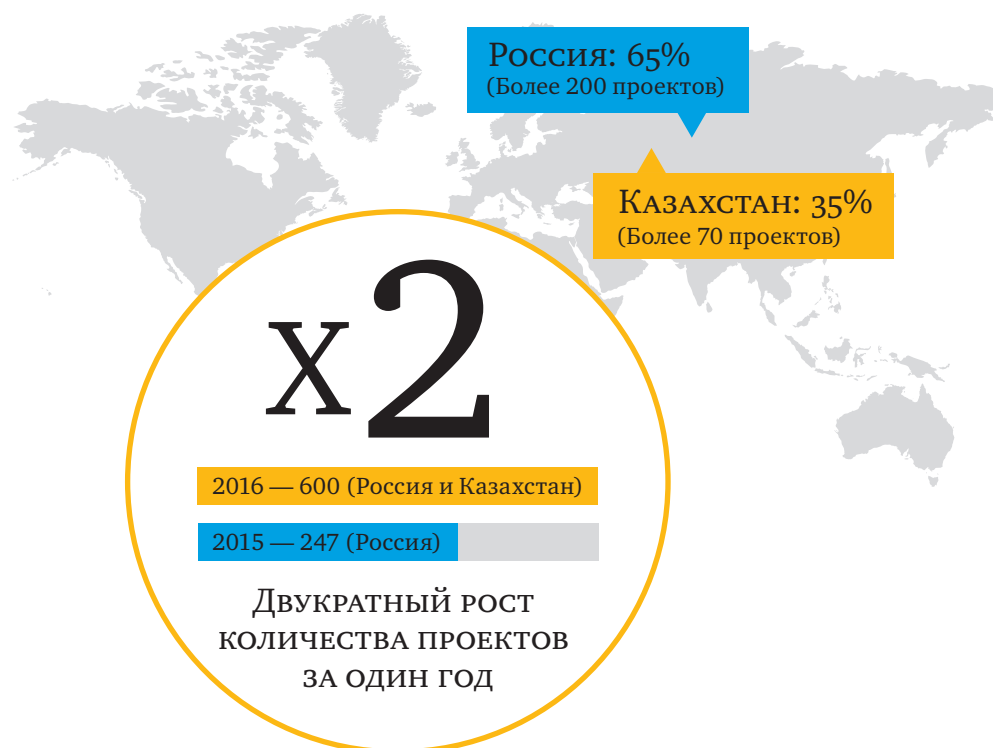 Россия: 65%
(Более 200 проектов)
Казахстан: 35%
(Более 70 проектов)
x2
2016 — 600 (Россия и Казахстан)
2015 — 247 (Россия)
Двукратный рост
количества проектов
за один год